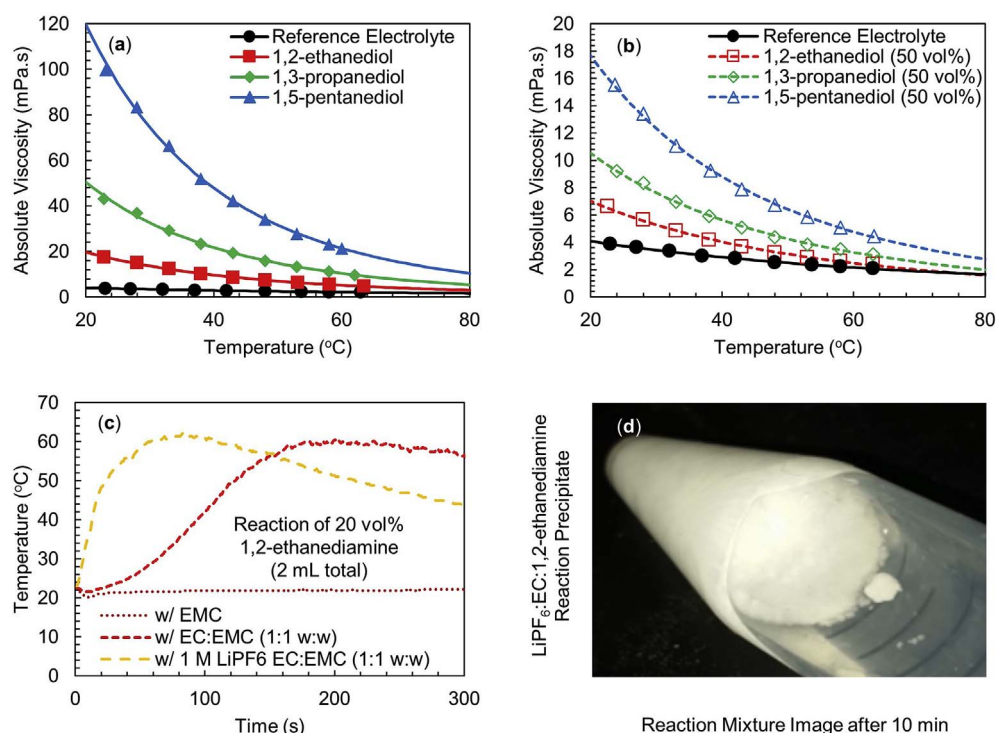 (a)
Reference Electrolyte
1,2-ethanediol
1,3-propanediol
1,5-pentanediol
Absolute Viscosity (mPa.s)
120
100
80
60
40
20
0
20
40
60
80
Temperature (°C)
(b)
Reference Electrolyte
1,2-ethanediol (50 vol%)
1,3-propanediol (50 vol%)
1,5-pentanediol (50 vol%)
Absolute Viscosity (mPa.s)
20
18
16
14
12
10
8
6
4
2
0
20
40
60
80
Temperature (°C)
(c)
Temperature (°C)
70
60
50
40
30
20
10
0
Reaction of 20 vol%
1,2-ethanediamine
(2 mL total)
w/ EMC
w/ EC:EMC (1:1 w:w)
w/ 1 M LiPF6 EC:EMC (1:1 w:w)
0
100
200
300
Time (s)
(d)
LiPF₆:EC:1,2-ethanediamine
Reaction Precipitate
Reaction Mixture Image after 10 min